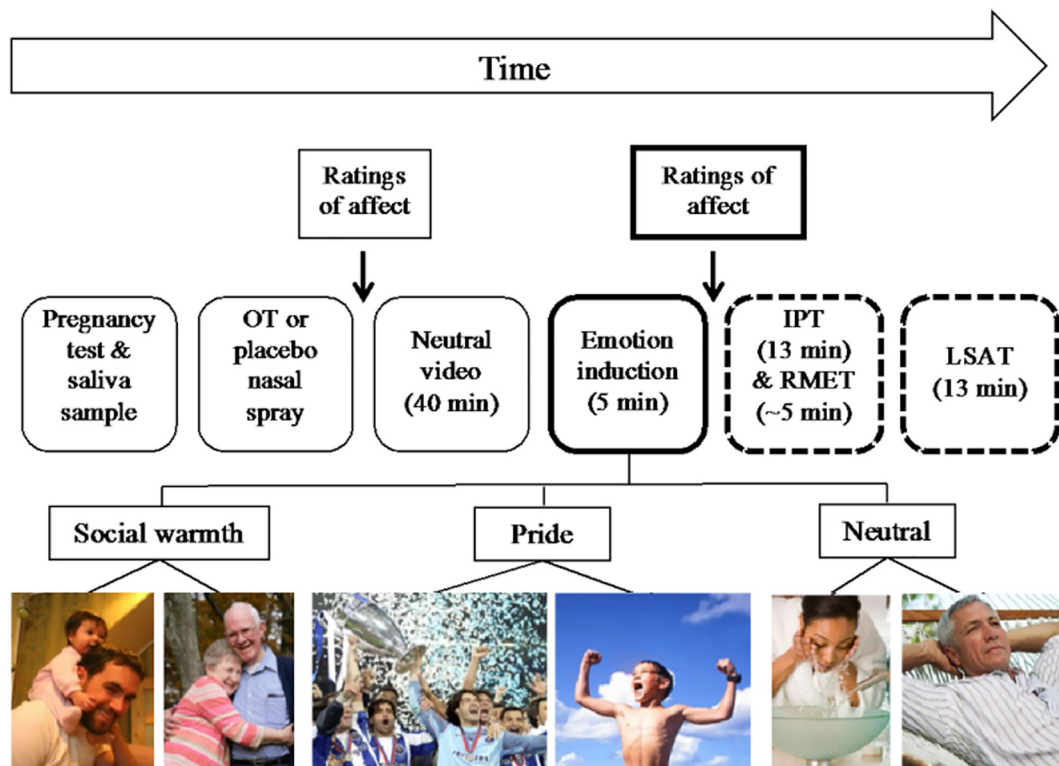 Time
Ratings
of affect
Ratings of
affect
Pregnancy
test &
saliva
sample
OT or
placebo
nasal
spray
Neutral
video
(40 min)
Emotion
induction
(5 min)
IPT
(13 min)
& RMET
(~5 min)
LSAT
(13 min)
Social warmth
Pride
Neutral